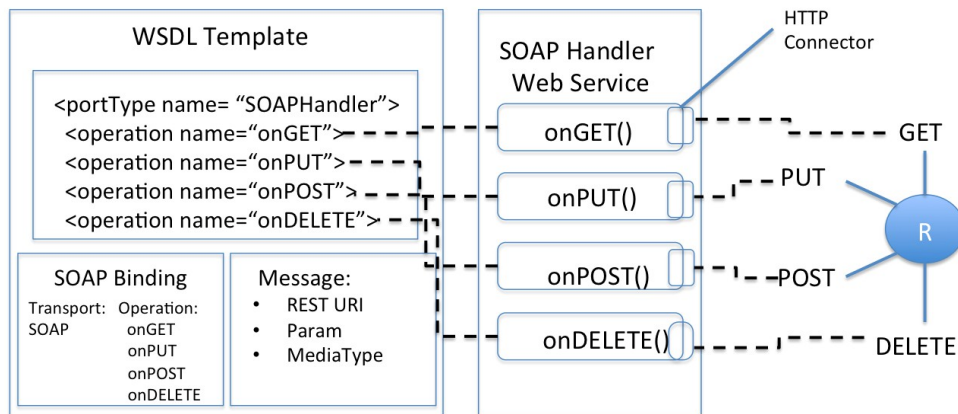 WSDL Template
<portType name= “SOAPHandler”>
<operation name=“onGET”>
<operation name=“onPUT”>
<operation name=“onPOST”>
<operation name=“onDELETE”>
SOAP Binding
Transport: Operation:
SOAP onGET
onPUT
onPOST
onDELETE
Message:
• REST URI
• Param
• MediaType
SOAP Handler
Web Service
onGET()
onPUT()
onPOST()
onDELETE()
HTTP
Connector
GET
PUT
R
POST
DELETE